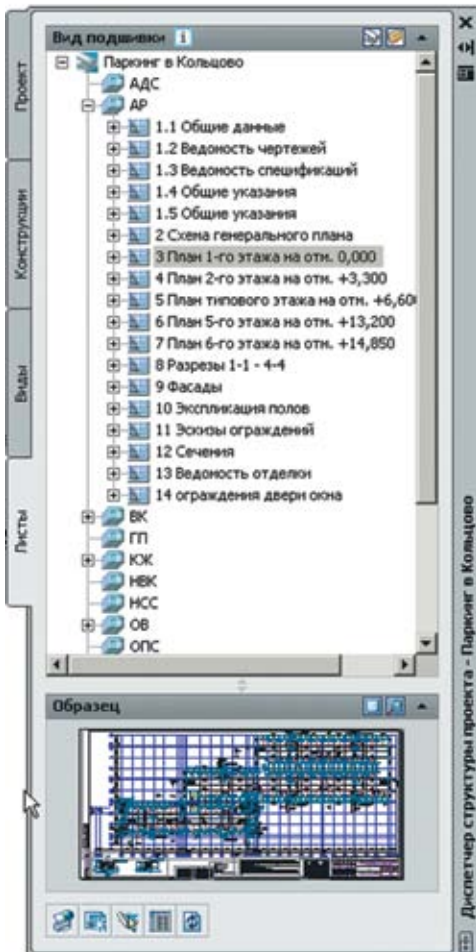 Вид подшивки
Паркинг в Кольцово
АДС
АР
1.1 Общие данные
1.2 Ведомость чертежей
1.3 Ведомость спецификаций
1.4 Общие указания
1.5 Общие указания
2 Схема генерального плана
3 План 1-го этажа на отм. 0,000
4 План 2-го этажа на отм. +3,300
5 План типового этажа на отм. +6,60
6 План 5-го этажа на отм. +13,200
7 План 6-го этажа на отм. +14,850
8 Разрезы 1-1 - 4-4
9 Фасады
10 Экспликация полов
11 Эскизы ограждений
12 Сечения
13 Ведомость отделки
14 ограждения двери окна
ВК
ГП
КЖ
НВК
НСС
ОВ
ОПС
Образец
Проект
Конструкции
Виды
Листы
Диспетчер структуры проекта - Паркинг в Кольцово